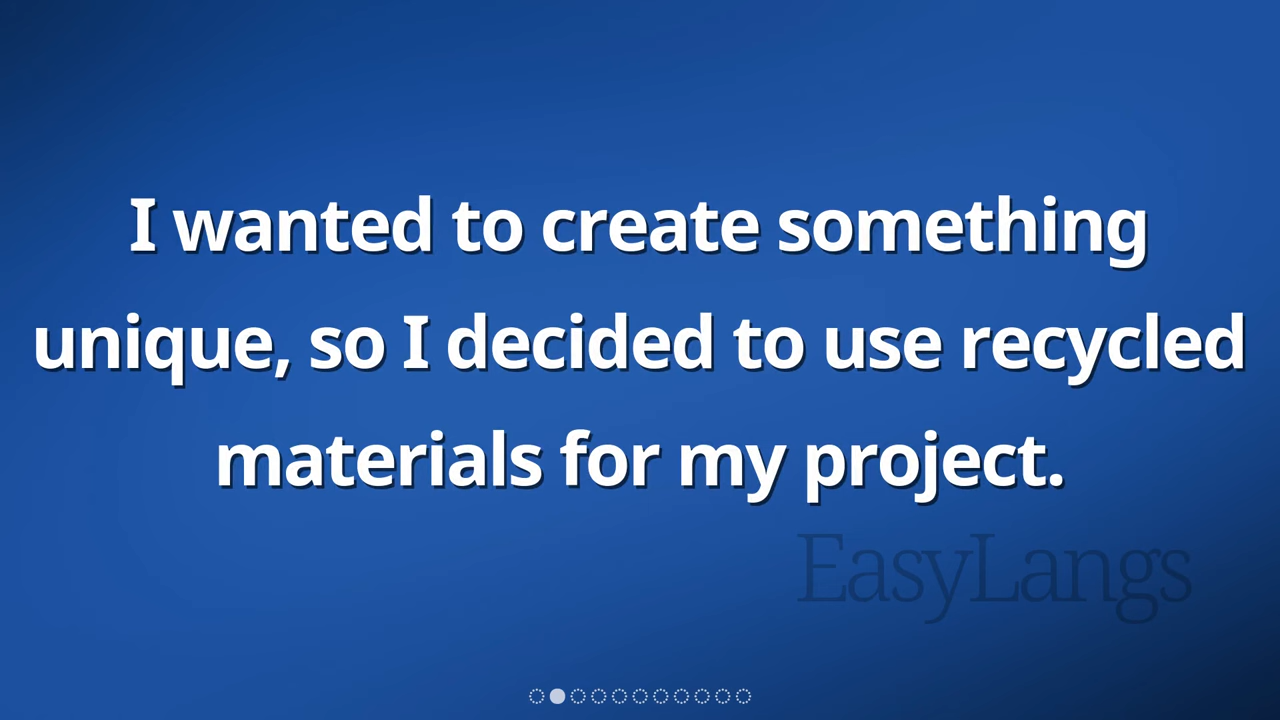 I wanted to create something
unique, so I decided to use recycled
materials for my project.
EasyLangs